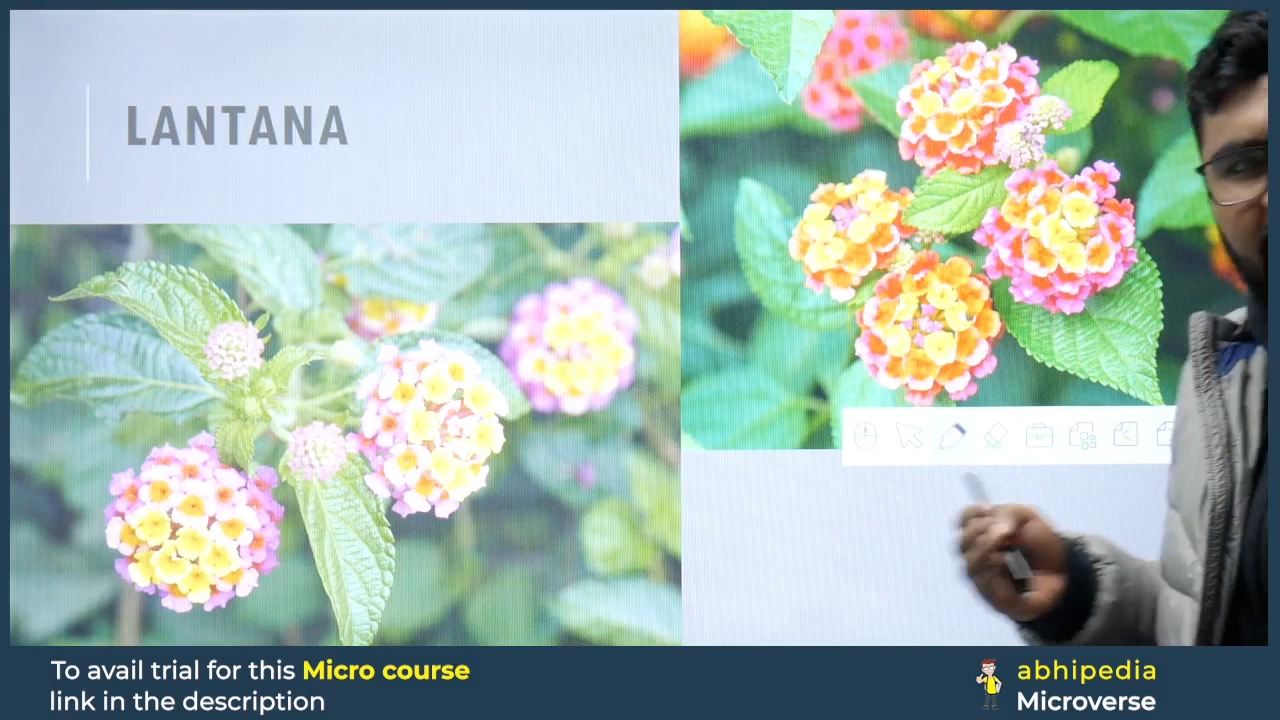 LANTANA
To avail trial for this Micro course
link in the description
abhipedia
Microverse